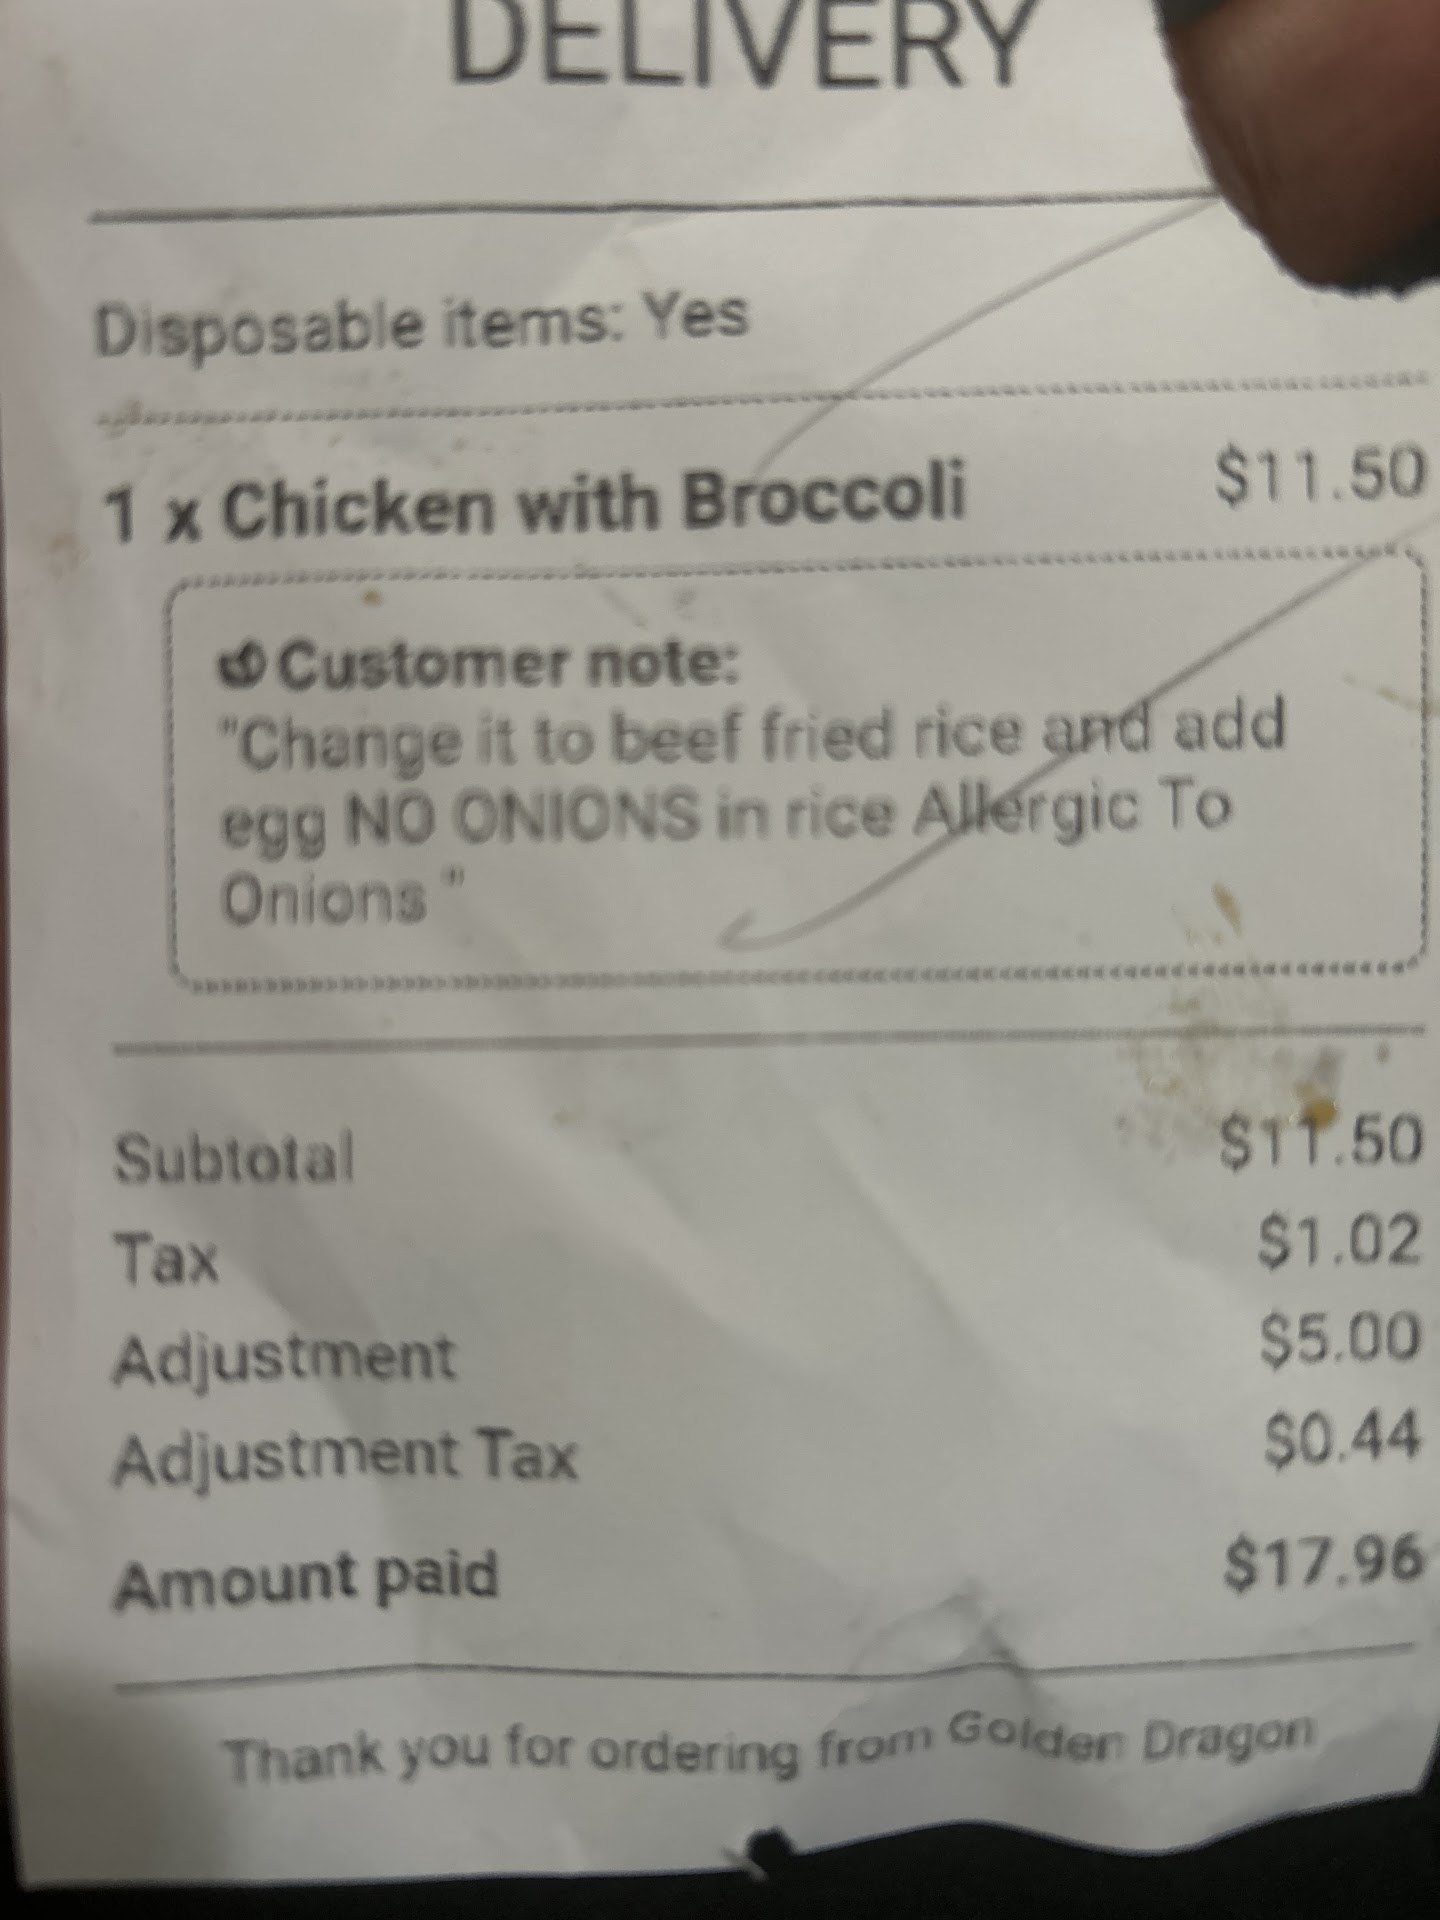 DELIVERY
Disposable items: Yes
1 x Chicken with Broccoli $11.50
Customer note:
"Change it to beef fried rice and add
egg NO ONIONS in rice Allergic To
Onions "
Subtotal $11.50
Tax $1.02
Adjustment $5.00
Adjustment Tax $0.44
Amount paid $17.96
Thank you for ordering from Golden Dragon